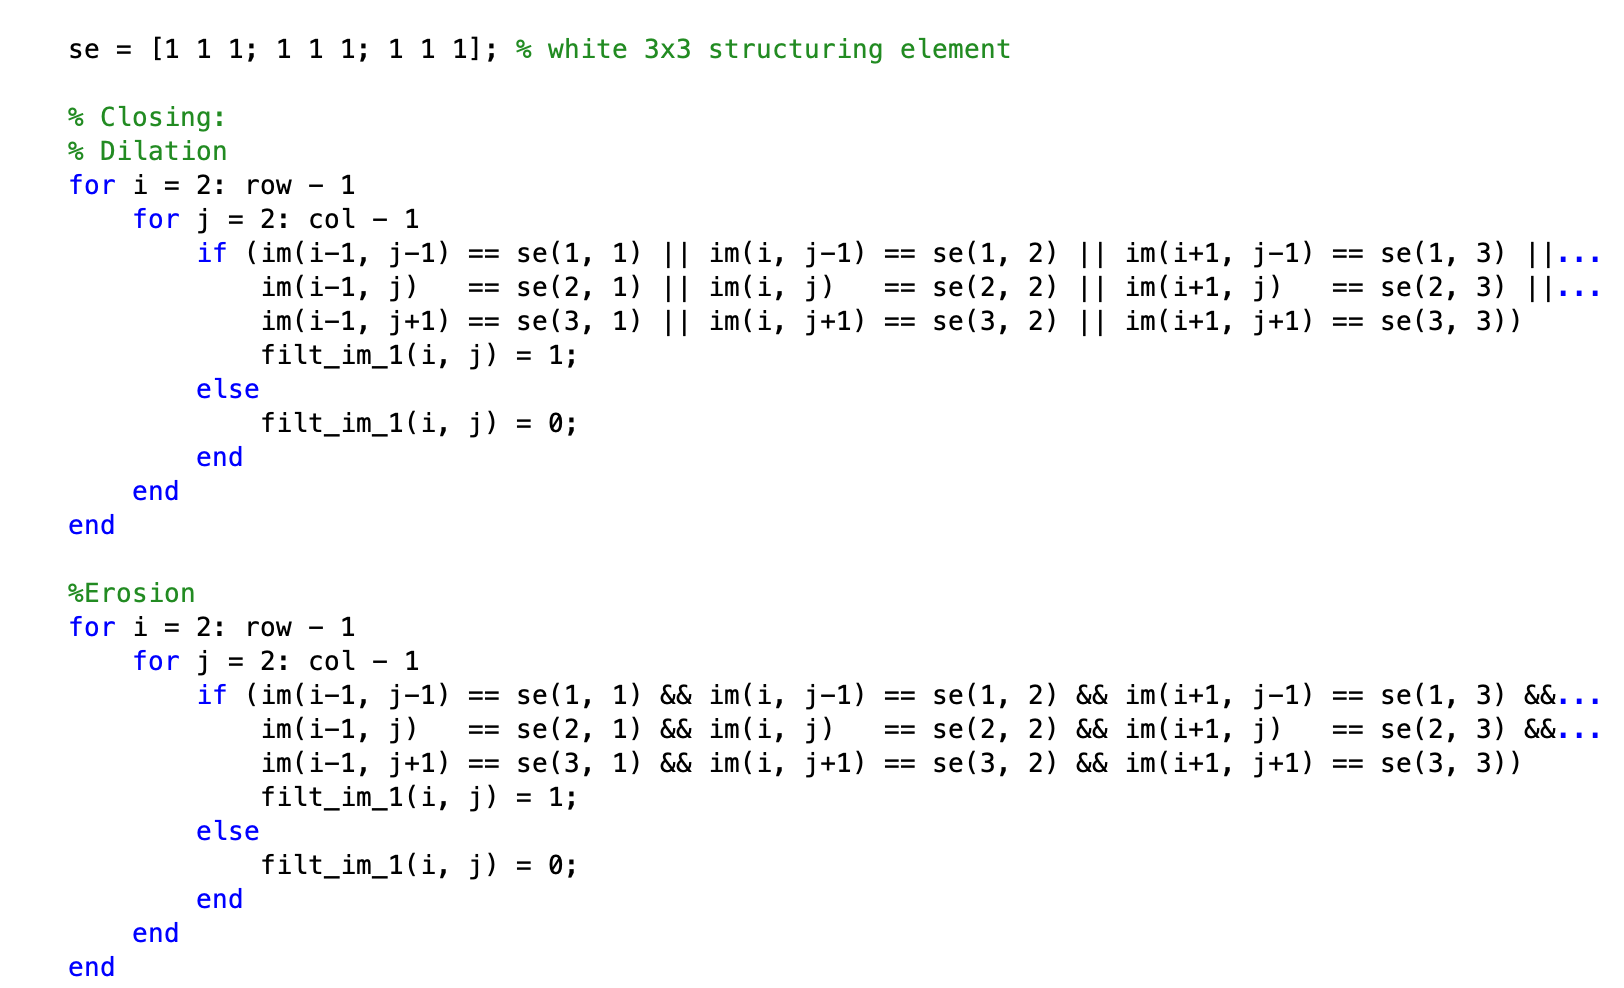 se = [1 1 1; 1 1 1; 1 1 1]; % white 3x3 structuring element

% Closing:
% Dilation
for i = 2: row - 1
    for j = 2: col - 1
        if (im(i-1, j-1) == se(1, 1) || im(i, j-1) == se(1, 2) || im(i+1, j-1) == se(1, 3) ||...
            im(i-1, j)   == se(2, 1) || im(i, j)   == se(2, 2) || im(i+1, j)   == se(2, 3) ||...
            im(i-1, j+1) == se(3, 1) || im(i, j+1) == se(3, 2) || im(i+1, j+1) == se(3, 3))
            filt_im_1(i, j) = 1;
        else
            filt_im_1(i, j) = 0;
        end
    end
end

%Erosion
for i = 2: row - 1
    for j = 2: col - 1
        if (im(i-1, j-1) == se(1, 1) && im(i, j-1) == se(1, 2) && im(i+1, j-1) == se(1, 3) &&...
            im(i-1, j)   == se(2, 1) && im(i, j)   == se(2, 2) && im(i+1, j)   == se(2, 3) &&...
            im(i-1, j+1) == se(3, 1) && im(i, j+1) == se(3, 2) && im(i+1, j+1) == se(3, 3))
            filt_im_1(i, j) = 1;
        else
            filt_im_1(i, j) = 0;
        end
    end
end